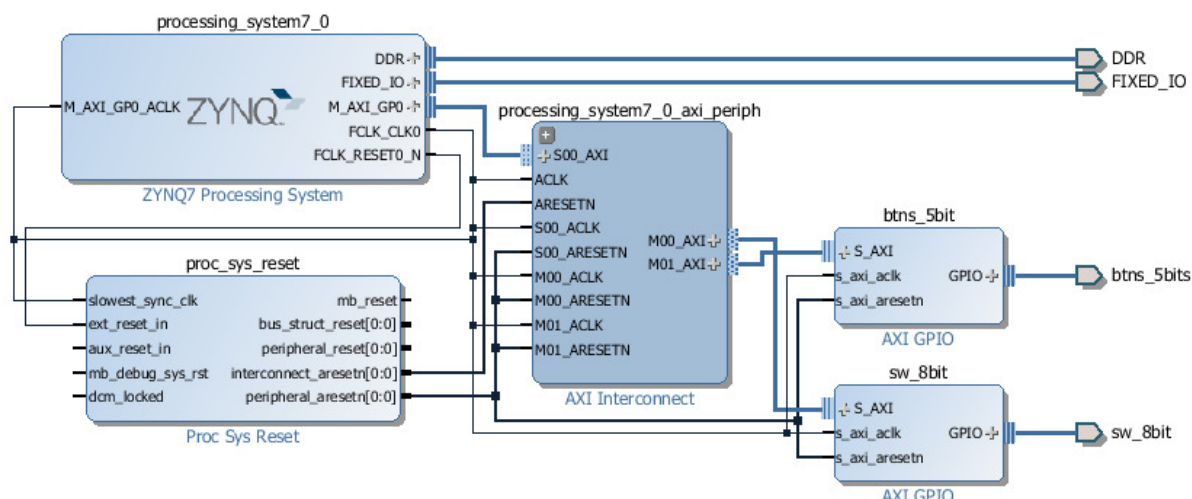 processing_system7_0
DDR
FIXED_IO
M_AXI_GP0_ACLK
ZYNQ
M_AXI_GP0
FCLK_CLK0
FCLK_RESET0_N
ZYNQ7 Processing System
DDR
FIXED_IO
processing_system7_0_axi_periph
S00_AXI
ACLK
ARESETN
S00_ACLK
S00_ARESETN
M00_ACLK
M00_ARESETN
M01_ACLK
M01_ARESETN
M00_AXI
M01_AXI
AXI Interconnect
proc_sys_reset
slowest_sync_clk
ext_reset_in
aux_reset_in
mb_debug_sys_rst
dcm_locked
mb_reset
bus_struct_reset[0:0]
peripheral_reset[0:0]
interconnect_aresetn[0:0]
peripheral_aresetn[0:0]
Proc Sys Reset
btns_5bit
S_AXI
s_axi_aclk
s_axi_aresetn
GPIO
AXI GPIO
btns_5bits
sw_8bit
S_AXI
s_axi_aclk
s_axi_aresetn
GPIO
AXI GPIO
sw_8bit